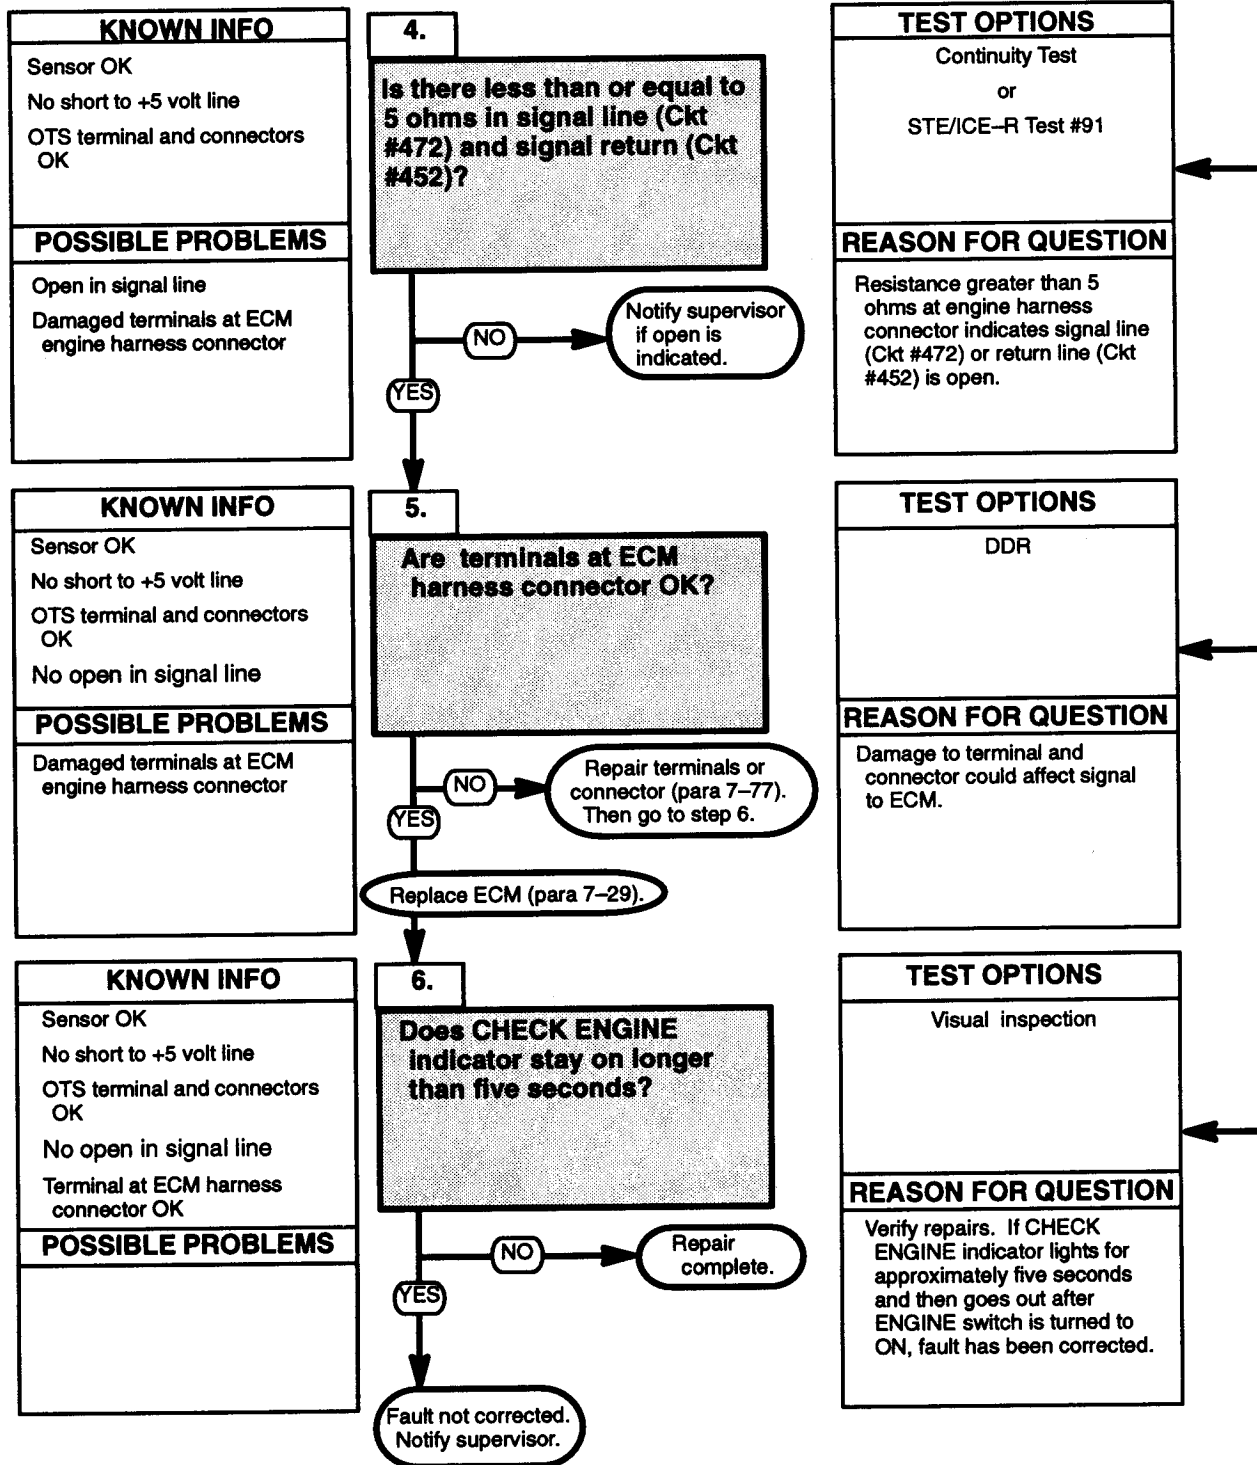 KNOWN INFO
Sensor OK
No short to +5 volt line
OTS terminal and connectors
OK
POSSIBLE PROBLEMS
Open in signal line
Damaged terminals at ECM
engine harness connector
4.
Is there less than or equal to
5 ohms in signal line (Ckt
#472) and signal return (Ckt
#452)?
NO
Notify supervisor
if open is
indicated.
YES
TEST OPTIONS
Continuity Test
or
STE/ICE–R Test #91
REASON FOR QUESTION
Resistance greater than 5
ohms at engine harness
connector indicates signal line
(Ckt #472) or return line (Ckt
#452) is open.
KNOWN INFO
Sensor OK
No short to +5 volt line
OTS terminal and connectors
OK
No open in signal line
POSSIBLE PROBLEMS
Damaged terminals at ECM
engine harness connector
5.
Are terminals at ECM
harness connector OK?
NO
Repair terminals or
connector (para 7–77).
Then go to step 6.
YES
Replace ECM (para 7–29).
TEST OPTIONS
DDR
REASON FOR QUESTION
Damage to terminal and
connector could affect signal
to ECM.
KNOWN INFO
Sensor OK
No short to +5 volt line
OTS terminal and connectors
OK
No open in signal line
Terminal at ECM harness
connector OK
POSSIBLE PROBLEMS
6.
Does CHECK ENGINE
indicator stay on longer
than five seconds?
NO
Repair
complete.
YES
Fault not corrected.
Notify supervisor.
TEST OPTIONS
Visual inspection
REASON FOR QUESTION
Verify repairs. If CHECK
ENGINE indicator lights for
approximately five seconds
and then goes out after
ENGINE switch is turned to
ON, fault has been corrected.